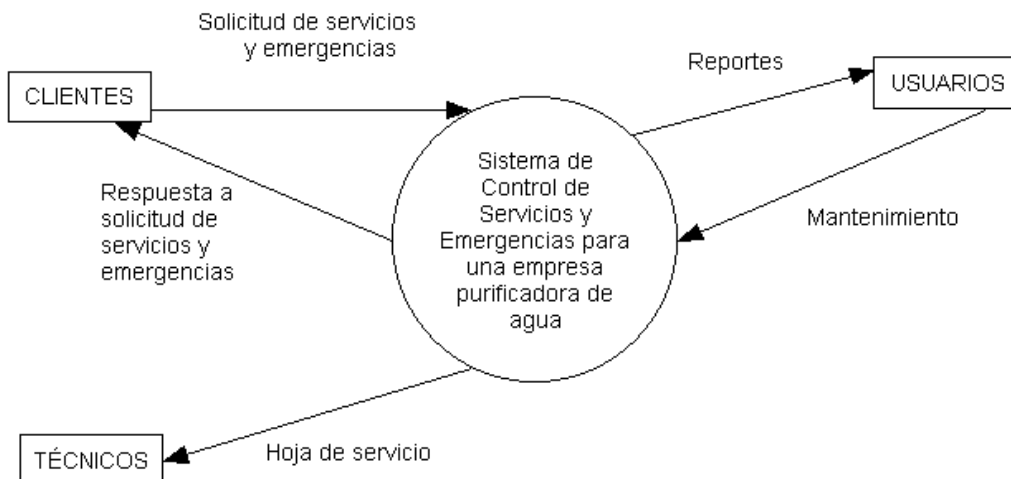 Solicitud de servicios
y emergencias
CLIENTES
Reportes
USUARIOS
Respuesta a
solicitud de
servicios y
emergencias
Sistema de
Control de
Servicios y
Emergencias para
una empresa
purificadora de
agua
Mantenimiento
TÉCNICOS
Hoja de servicio